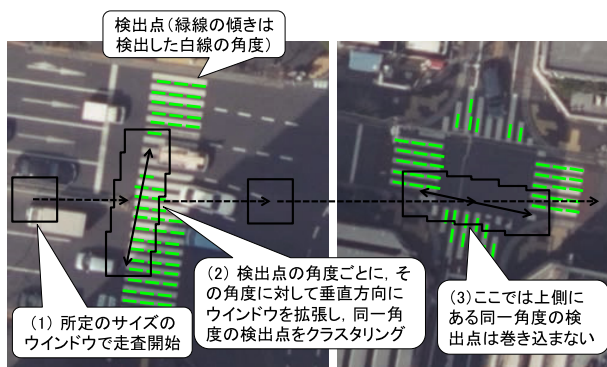 検出点(緑線の傾きは
検出した白線の角度)
(1) 所定のサイズの
ウインドウで走査開始
(2) 検出点の角度ごとに, そ
の角度に対して垂直方向に
ウインドウを拡張し, 同一角
度の検出点をクラスタリング
(3)ここでは上側に
ある同一角度の検
出点は巻き込まない